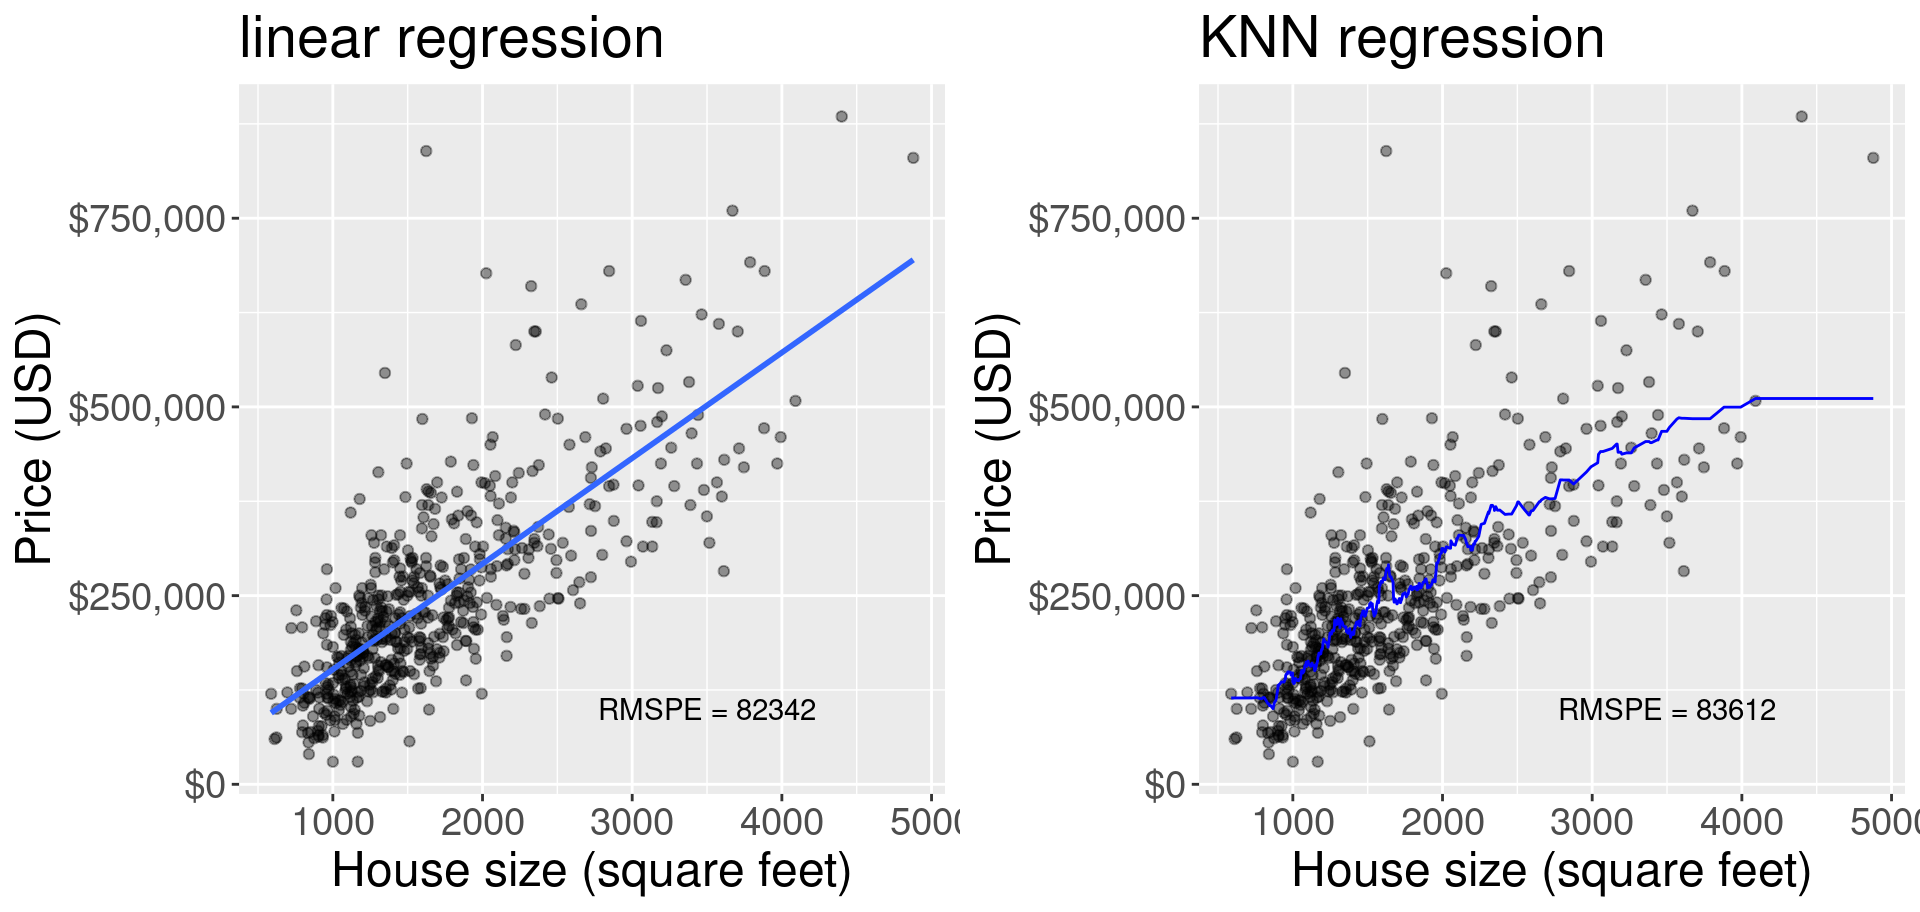 linear regression
$750,000
$500,000
$250,000
$0
Price (USD)
RMSPE = 82342
1000 2000 3000 4000 500
House size (square feet)
KNN regression
$750,000
$500,000
$250,000
$0
Price (USD)
RMSPE = 83612
1000 2000 3000 4000 500
House size (square feet)